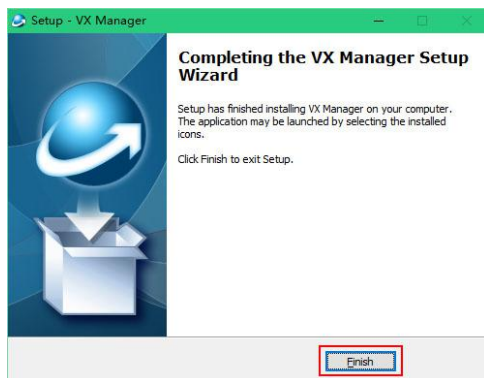 Setup - VX Manager
Completing the VX Manager Setup
Wizard
Setup has finished installing VX Manager on your computer.
The application may be launched by selecting the installed
icons.
Click Finish to exit Setup.
Finish